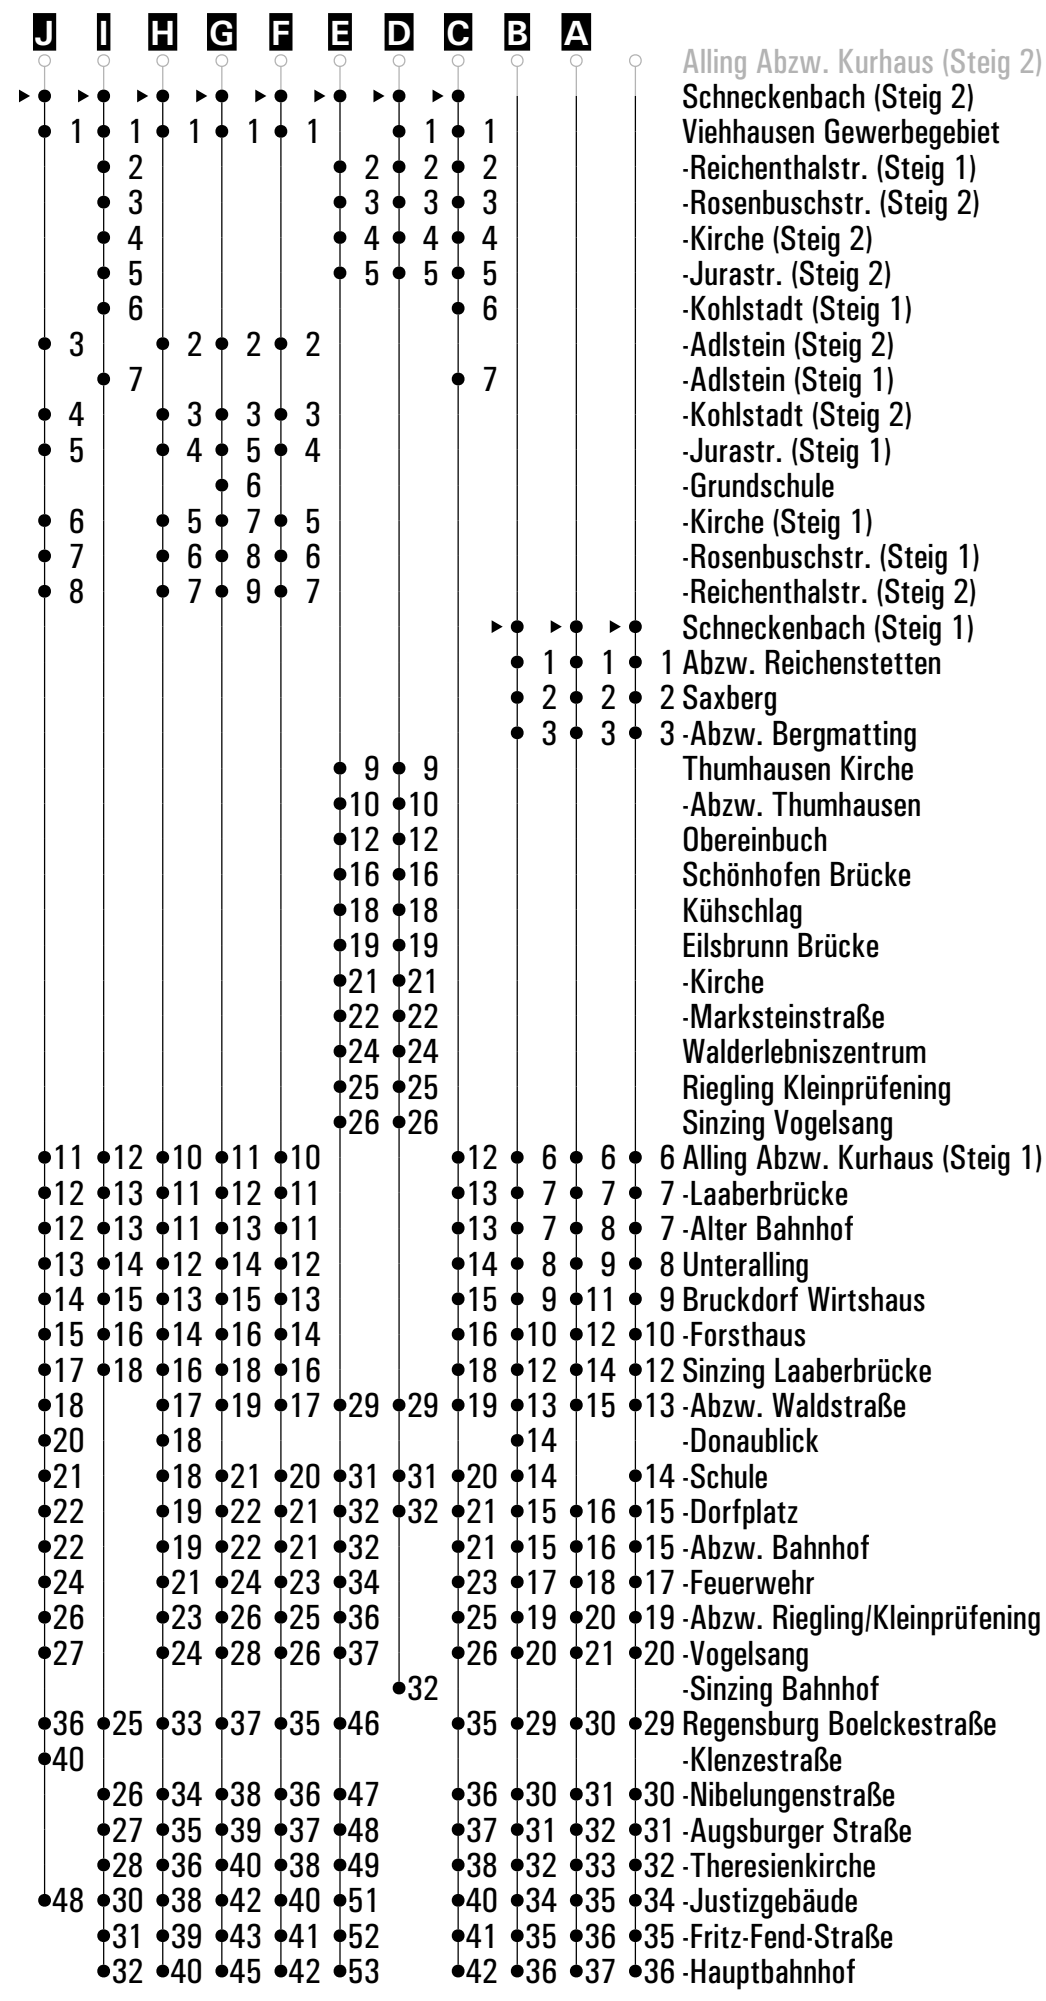 J I H G F E D C B A
Alling Abzw. Kurhaus (Steig 2)
Schneckenbach (Steig 2)
1 1 1 1 1 1 1 Viehhausen Gewerbegebiet
2 2 2 2 -Reichenthalstr. (Steig 1)
3 3 3 3 -Rosenbuschstr. (Steig 2)
4 4 4 4 -Kirche (Steig 2)
5 5 5 5 -Jurastr. (Steig 2)
6 6 -Kohlstadt (Steig 1)
3 2 2 2 -Adlstein (Steig 2)
7 7 -Adlstein (Steig 1)
4 3 3 3 -Kohlstadt (Steig 2)
5 4 5 4 -Jurastr. (Steig 1)
6 -Grundschule
6 5 7 5 -Kirche (Steig 1)
7 6 8 6 -Rosenbuschstr. (Steig 1)
8 7 9 7 -Reichenthalstr. (Steig 2)
Schneckenbach (Steig 1)
1 1 1 Abzw. Reichenstetten
2 2 2 Saxberg
3 3 3 -Abzw. Bergmatting
9 9 Thumhausen Kirche
10 10 -Abzw. Thumhausen
12 12 Obereinbuch
16 16 Schönhofen Brücke
18 18 Kühschlag
19 19 Eilsbrunn Brücke
21 21 -Kirche
22 22 -Marksteinstraße
24 24 Walderlebniszentrum
25 25 Riegling Kleinprüfening
26 26 Sinzing Vogelsang
11 12 10 11 10 12 6 6 6 Alling Abzw. Kurhaus (Steig 1)
12 13 11 12 11 13 7 7 7 -Laaberbrücke
12 13 11 13 11 13 7 8 7 -Alter Bahnhof
13 14 12 14 12 14 8 9 8 Unteralling
14 15 13 15 13 15 9 11 9 Bruckdorf Wirtshaus
15 16 14 16 14 16 10 12 10 -Forsthaus
17 18 16 18 16 18 12 14 12 Sinzing Laaberbrücke
18 17 19 17 29 29 19 13 15 13 -Abzw. Waldstraße
20 18 14 -Donaublick
21 18 21 20 31 31 20 14 14 -Schule
22 19 22 21 32 32 21 15 16 15 -Dorfplatz
22 19 22 21 32 21 15 16 15 -Abzw. Bahnhof
24 21 24 23 34 23 17 18 17 -Feuerwehr
26 23 26 25 36 25 19 20 19 -Abzw. Riegling/Kleinprüfening
27 24 28 26 37 26 20 21 20 -Vogelsang
32 -Sinzing Bahnhof
36 25 33 37 35 46 35 29 30 29 Regensburg Boelckestraße
40 -Klenzestraße
26 34 38 36 47 36 30 31 30 -Nibelungenstraße
27 35 39 37 48 37 31 32 31 -Augsburger Straße
28 36 40 38 49 38 32 33 32 -Theresienkirche
48 30 38 42 40 51 40 34 35 34 -Justizgebäude
31 39 43 41 52 41 35 36 35 -Fritz-Fend-Straße
32 40 45 42 53 42 36 37 36 -Hauptbahnhof